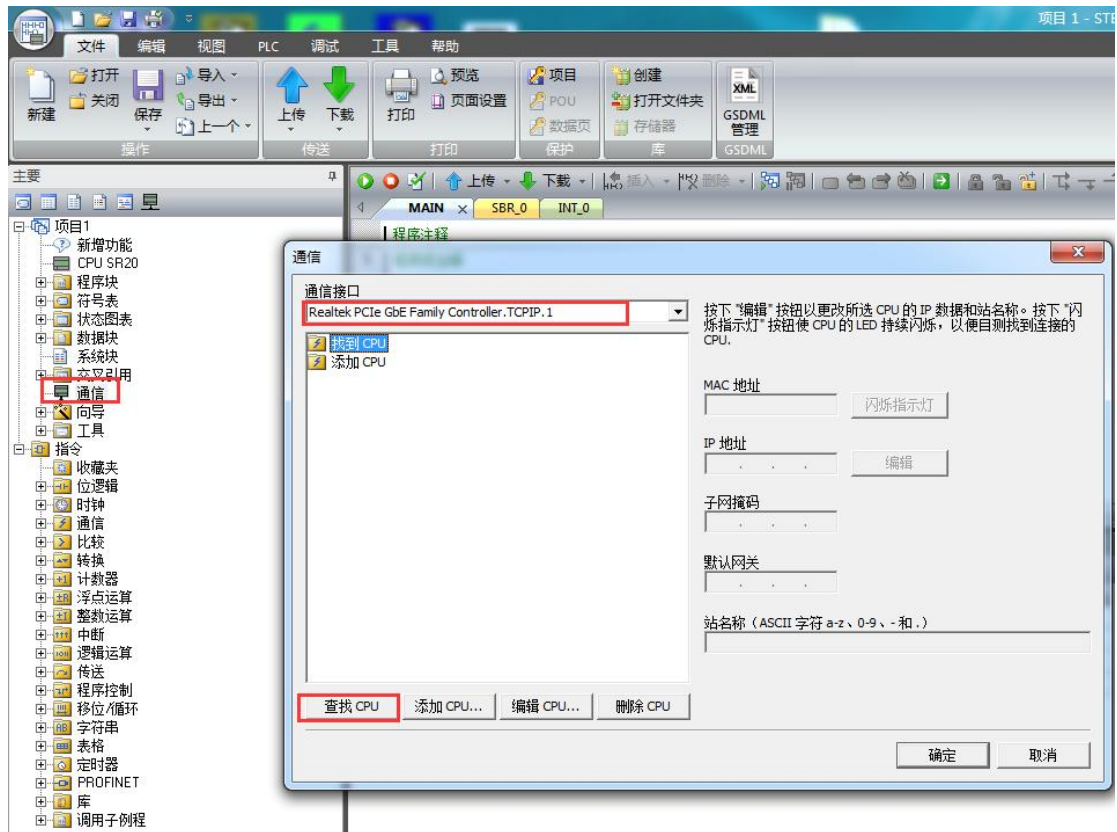 项目 1 - STE
文件 编辑 视图 PLC 调试 工具 帮助
新建
打开
关闭
保存
导入
导出
上一个
操作
上传 下载
传送
打印
预览
页面设置
打印
项目
POU
数据页
保护
创建
打开文件夹
存储器
库
XML
GSDML
管理
GSDML
主要
项目1
新增功能
CPU SR20
程序块
符号表
状态图表
数据块
系统块
交叉引用
通信
向导
工具
指令
收藏夹
位逻辑
时钟
通信
比较
转换
计数器
浮点运算
整数运算
中断
逻辑运算
传送
程序控制
移位/循环
字符串
表格
定时器
PROFINET
库
调用子例程
上传 下载 插入 删除
MAIN SBR_0 INT_0
程序注释
通信
通信接口
Realtek PCIe GbE Family Controller.TCPIP.1
找到 CPU
添加 CPU
查找 CPU 添加 CPU... 编辑 CPU... 删除 CPU
按下 "编辑" 按钮以更改所选 CPU 的 IP 数据和站名称。按下 "闪
烁指示灯" 按钮使 CPU 的 LED 持续闪烁，以便目测找到连接的
CPU.
MAC 地址
闪烁指示灯
IP 地址
编辑
子网掩码
默认网关
站名称（ASCII 字符 a-z、0-9、- 和 .）
确定 取消